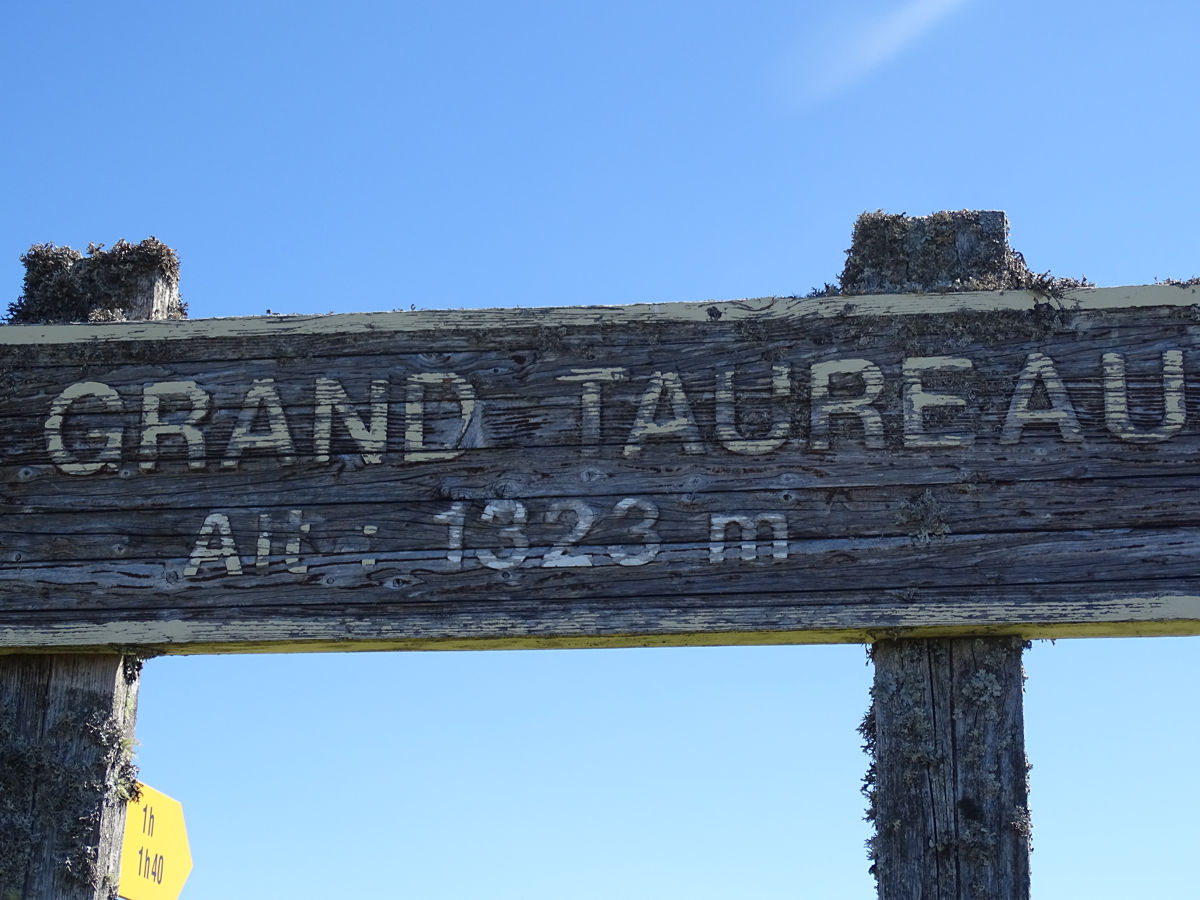 GRAND TAUREAU
Alt : 1323 m
1h
1h40